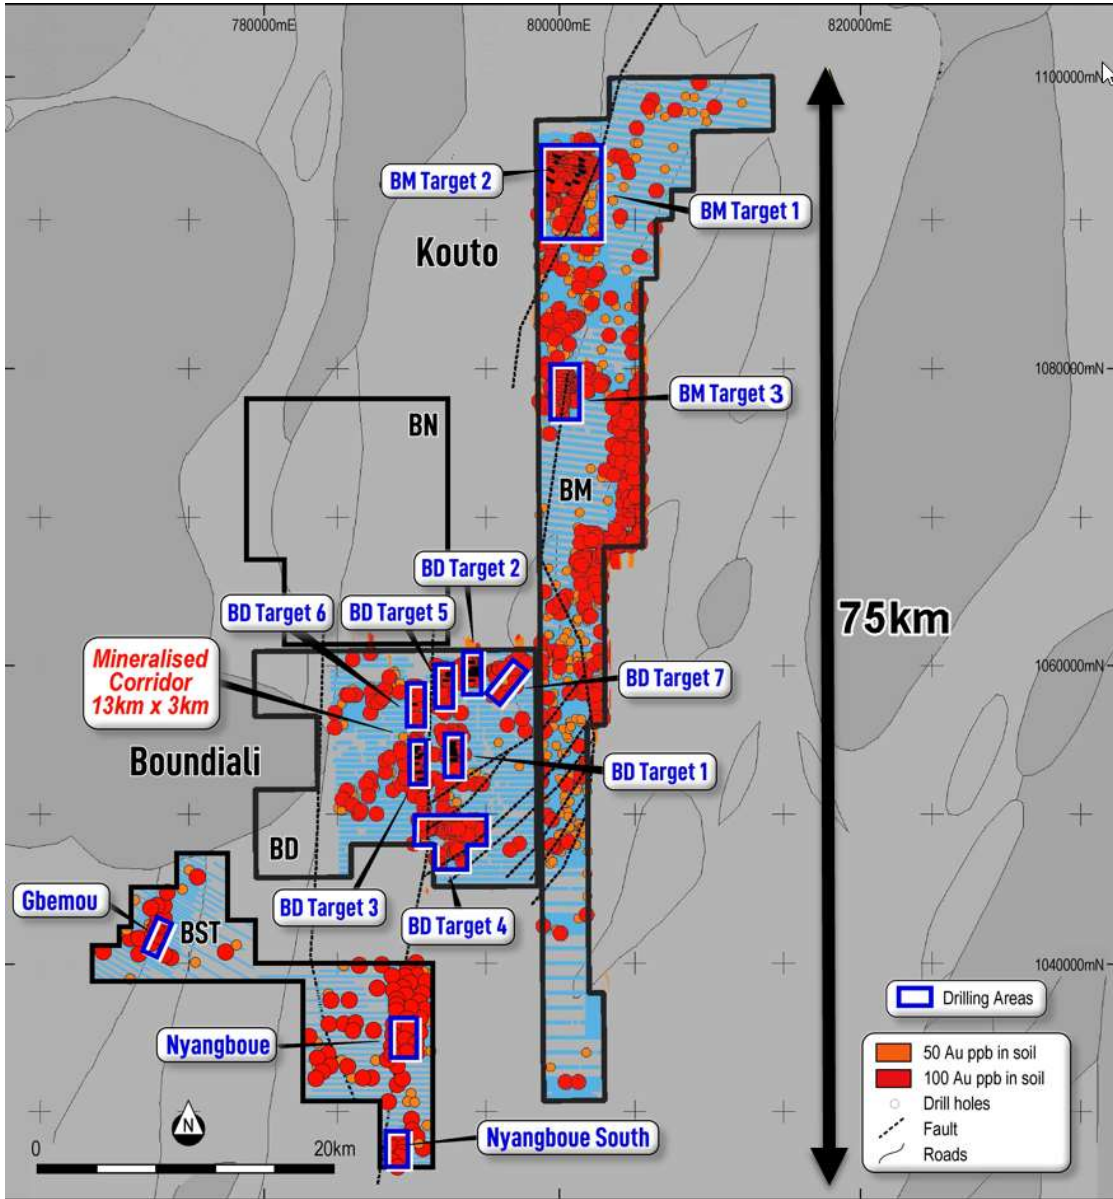 780000mE
800000mE
820000mE
1100000mN
BM Target 2
BM Target 1
Kouto
1080000mN
BM Target 3
BN
BM
BD Target 2
BD Target 6
BD Target 5
75km
Mineralised
Corridor
13km x 3km
1060000mN
BD Target 7
Boundiali
BD Target 1
BD
BD Target 3
BD Target 4
Gbemou
BST
1040000mN
Nyangboue
Nyangboue South
N
0
20km
Drilling Areas
50 Au ppb in soil
100 Au ppb in soil
Drill holes
Fault
Roads